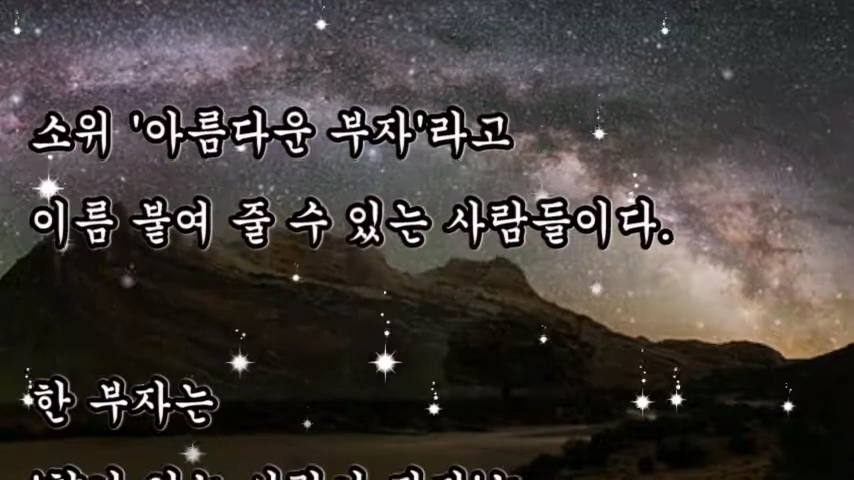 소위 '아름다운 부자'라고
이름 붙여 줄 수 있는 사람들이다.
한 부자는